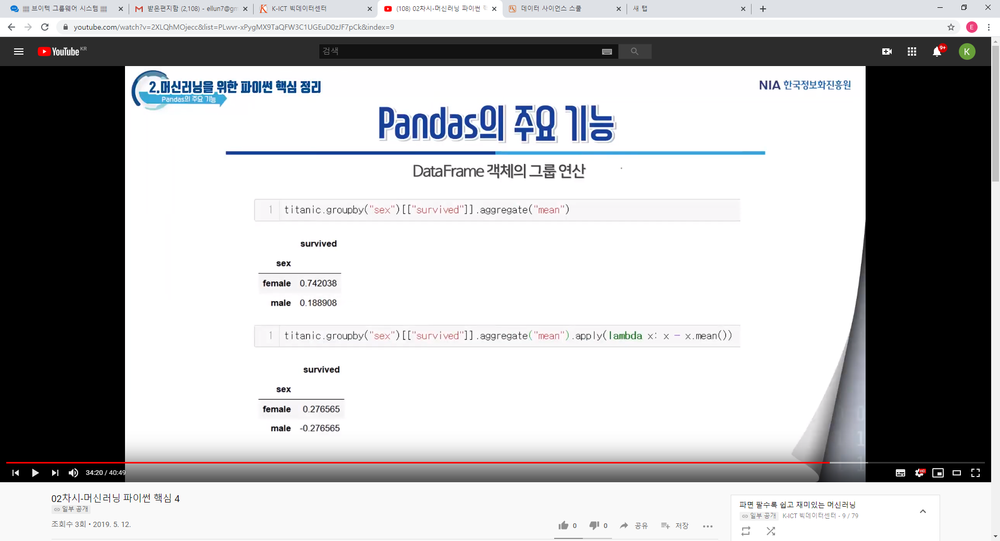 브이텍 그룹웨어 시스템
받은편지함 (2,108) - ellun7@gm
K-ICT 빅데이터센터
(108) 02차시-머신러닝 파이썬 핵
데이터 사이언스 스쿨
새 탭
youtube.com/watch?v=2XLQhMOjecc&list=PLwvr-xPygMX9TaQFW3C1UGEuD0zJF7pCk&index=9
E
YouTube KR
검색
9+
K
2.머신러닝을 위한 파이썬 핵심 정리
Pandas의 주요 기능
NIA 한국정보화진흥원
Pandas의 주요 기능
DataFrame 객체의 그룹 연산
1 titanic.groupby("sex")[["survived"]].aggregate("mean")
survived
sex
female 0.742038
male 0.188908
1 titanic.groupby("sex")[["survived"]].aggregate("mean").apply(lambda x: x - x.mean())
survived
sex
female 0.276565
male -0.276565
34:20 / 40:49
HD
02차시-머신러닝 파이썬 핵심 4
일부 공개
조회수 3회 • 2019. 5. 12.
0 0 공유 저장
파면 팔수록 쉽고 재미있는 머신러닝
일부 공개 K-ICT 빅데이터센터 - 9 / 79